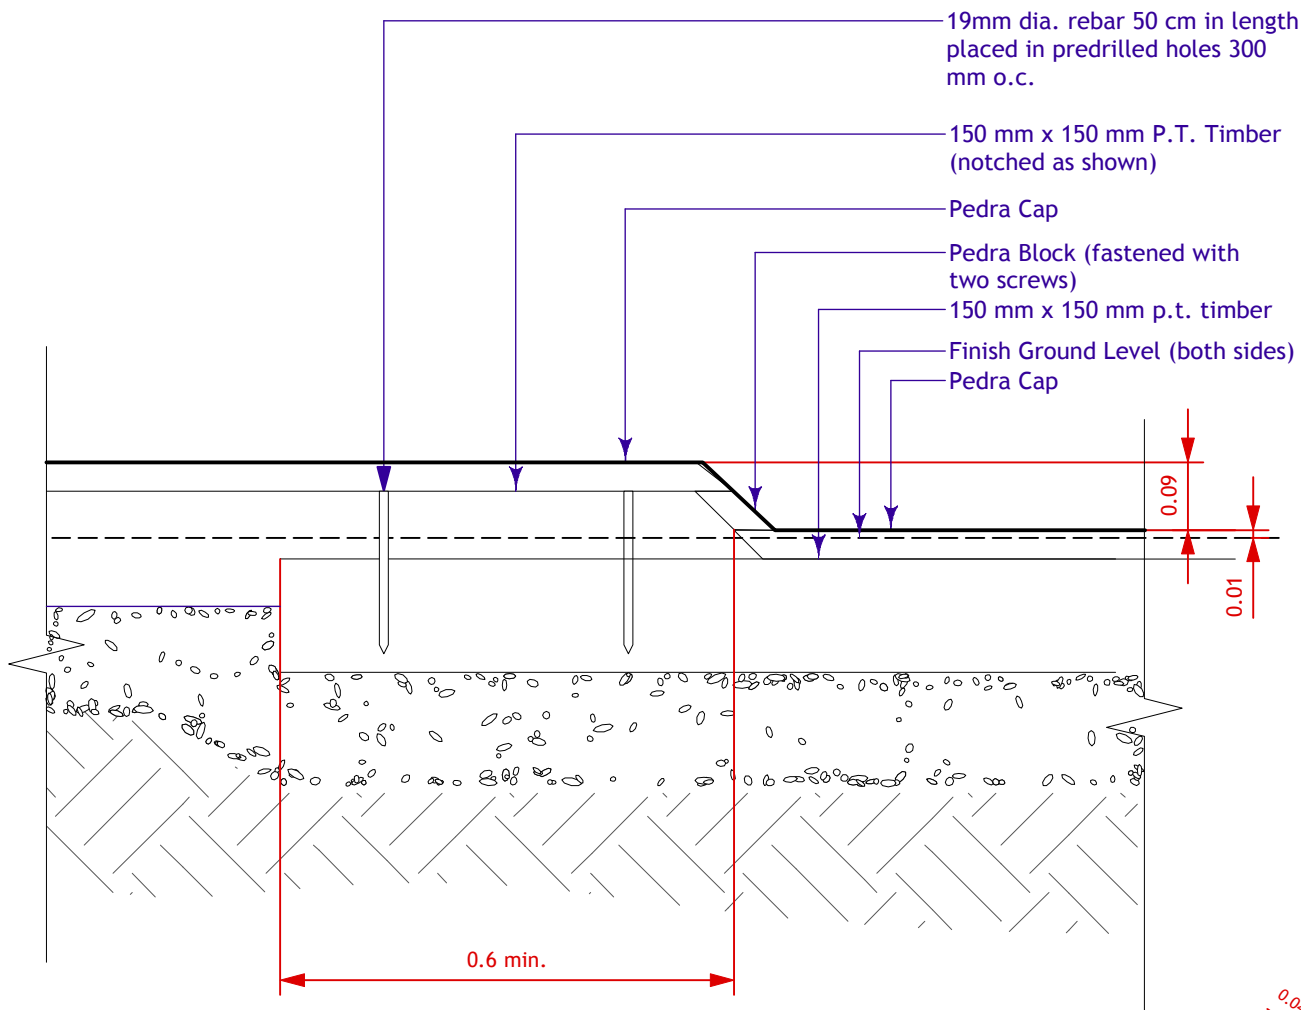 19mm dia. rebar 50 cm in length
placed in predrilled holes 300
mm o.c.
150 mm x 150 mm P.T. Timber
(notched as shown)
Pedra Cap
Pedra Block (fastened with
two screws)
150 mm x 150 mm p.t. timber
Finish Ground Level (both sides)
Pedra Cap
0.09
0.01
0.6 min.